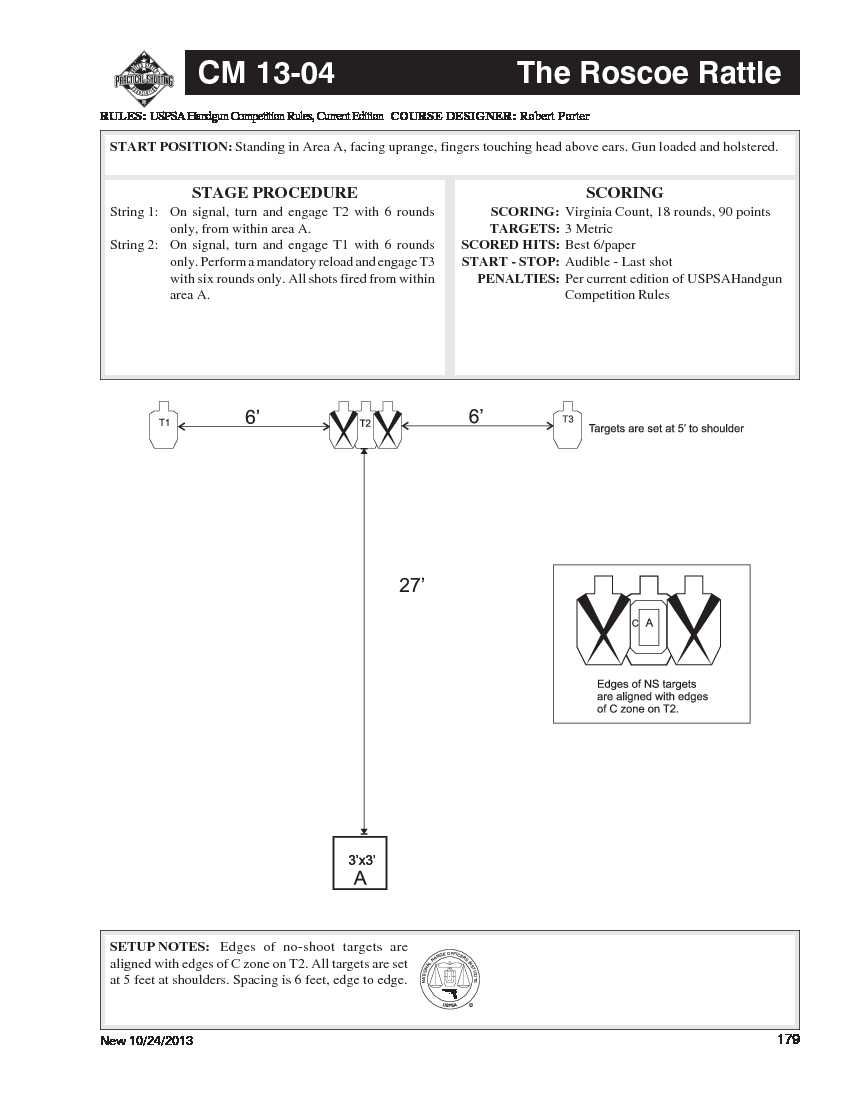 PRACTICAL SHOOTING
CM 13-04 The Roscoe Rattle
RULES: USPSA Handgun Competition Rules, Current Edition COURSE DESIGNER: Robert Porter
START POSITION: Standing in Area A, facing uprange, fingers touching head above ears. Gun loaded and holstered.
STAGE PROCEDURE
String 1: On signal, turn and engage T2 with 6 rounds
only, from within area A.
String 2: On signal, turn and engage T1 with 6 rounds
only. Perform a mandatory reload and engage T3
with six rounds only. All shots fired from within
area A.
SCORING
SCORING: Virginia Count, 18 rounds, 90 points
TARGETS: 3 Metric
SCORED HITS: Best 6/paper
START - STOP: Audible - Last shot
PENALTIES: Per current edition of USPSAHandgun
Competition Rules
T1 6’ T2 6’ T3
Targets are set at 5’ to shoulder
27’
C A
Edges of NS targets
are aligned with edges
of C zone on T2.
3’x3’
A
SETUP NOTES: Edges of no-shoot targets are
aligned with edges of C zone on T2. All targets are set
at 5 feet at shoulders. Spacing is 6 feet, edge to edge.
NATIONAL RANGE OFFICERS INSTITUTE
USPSA
New 10/24/2013 179